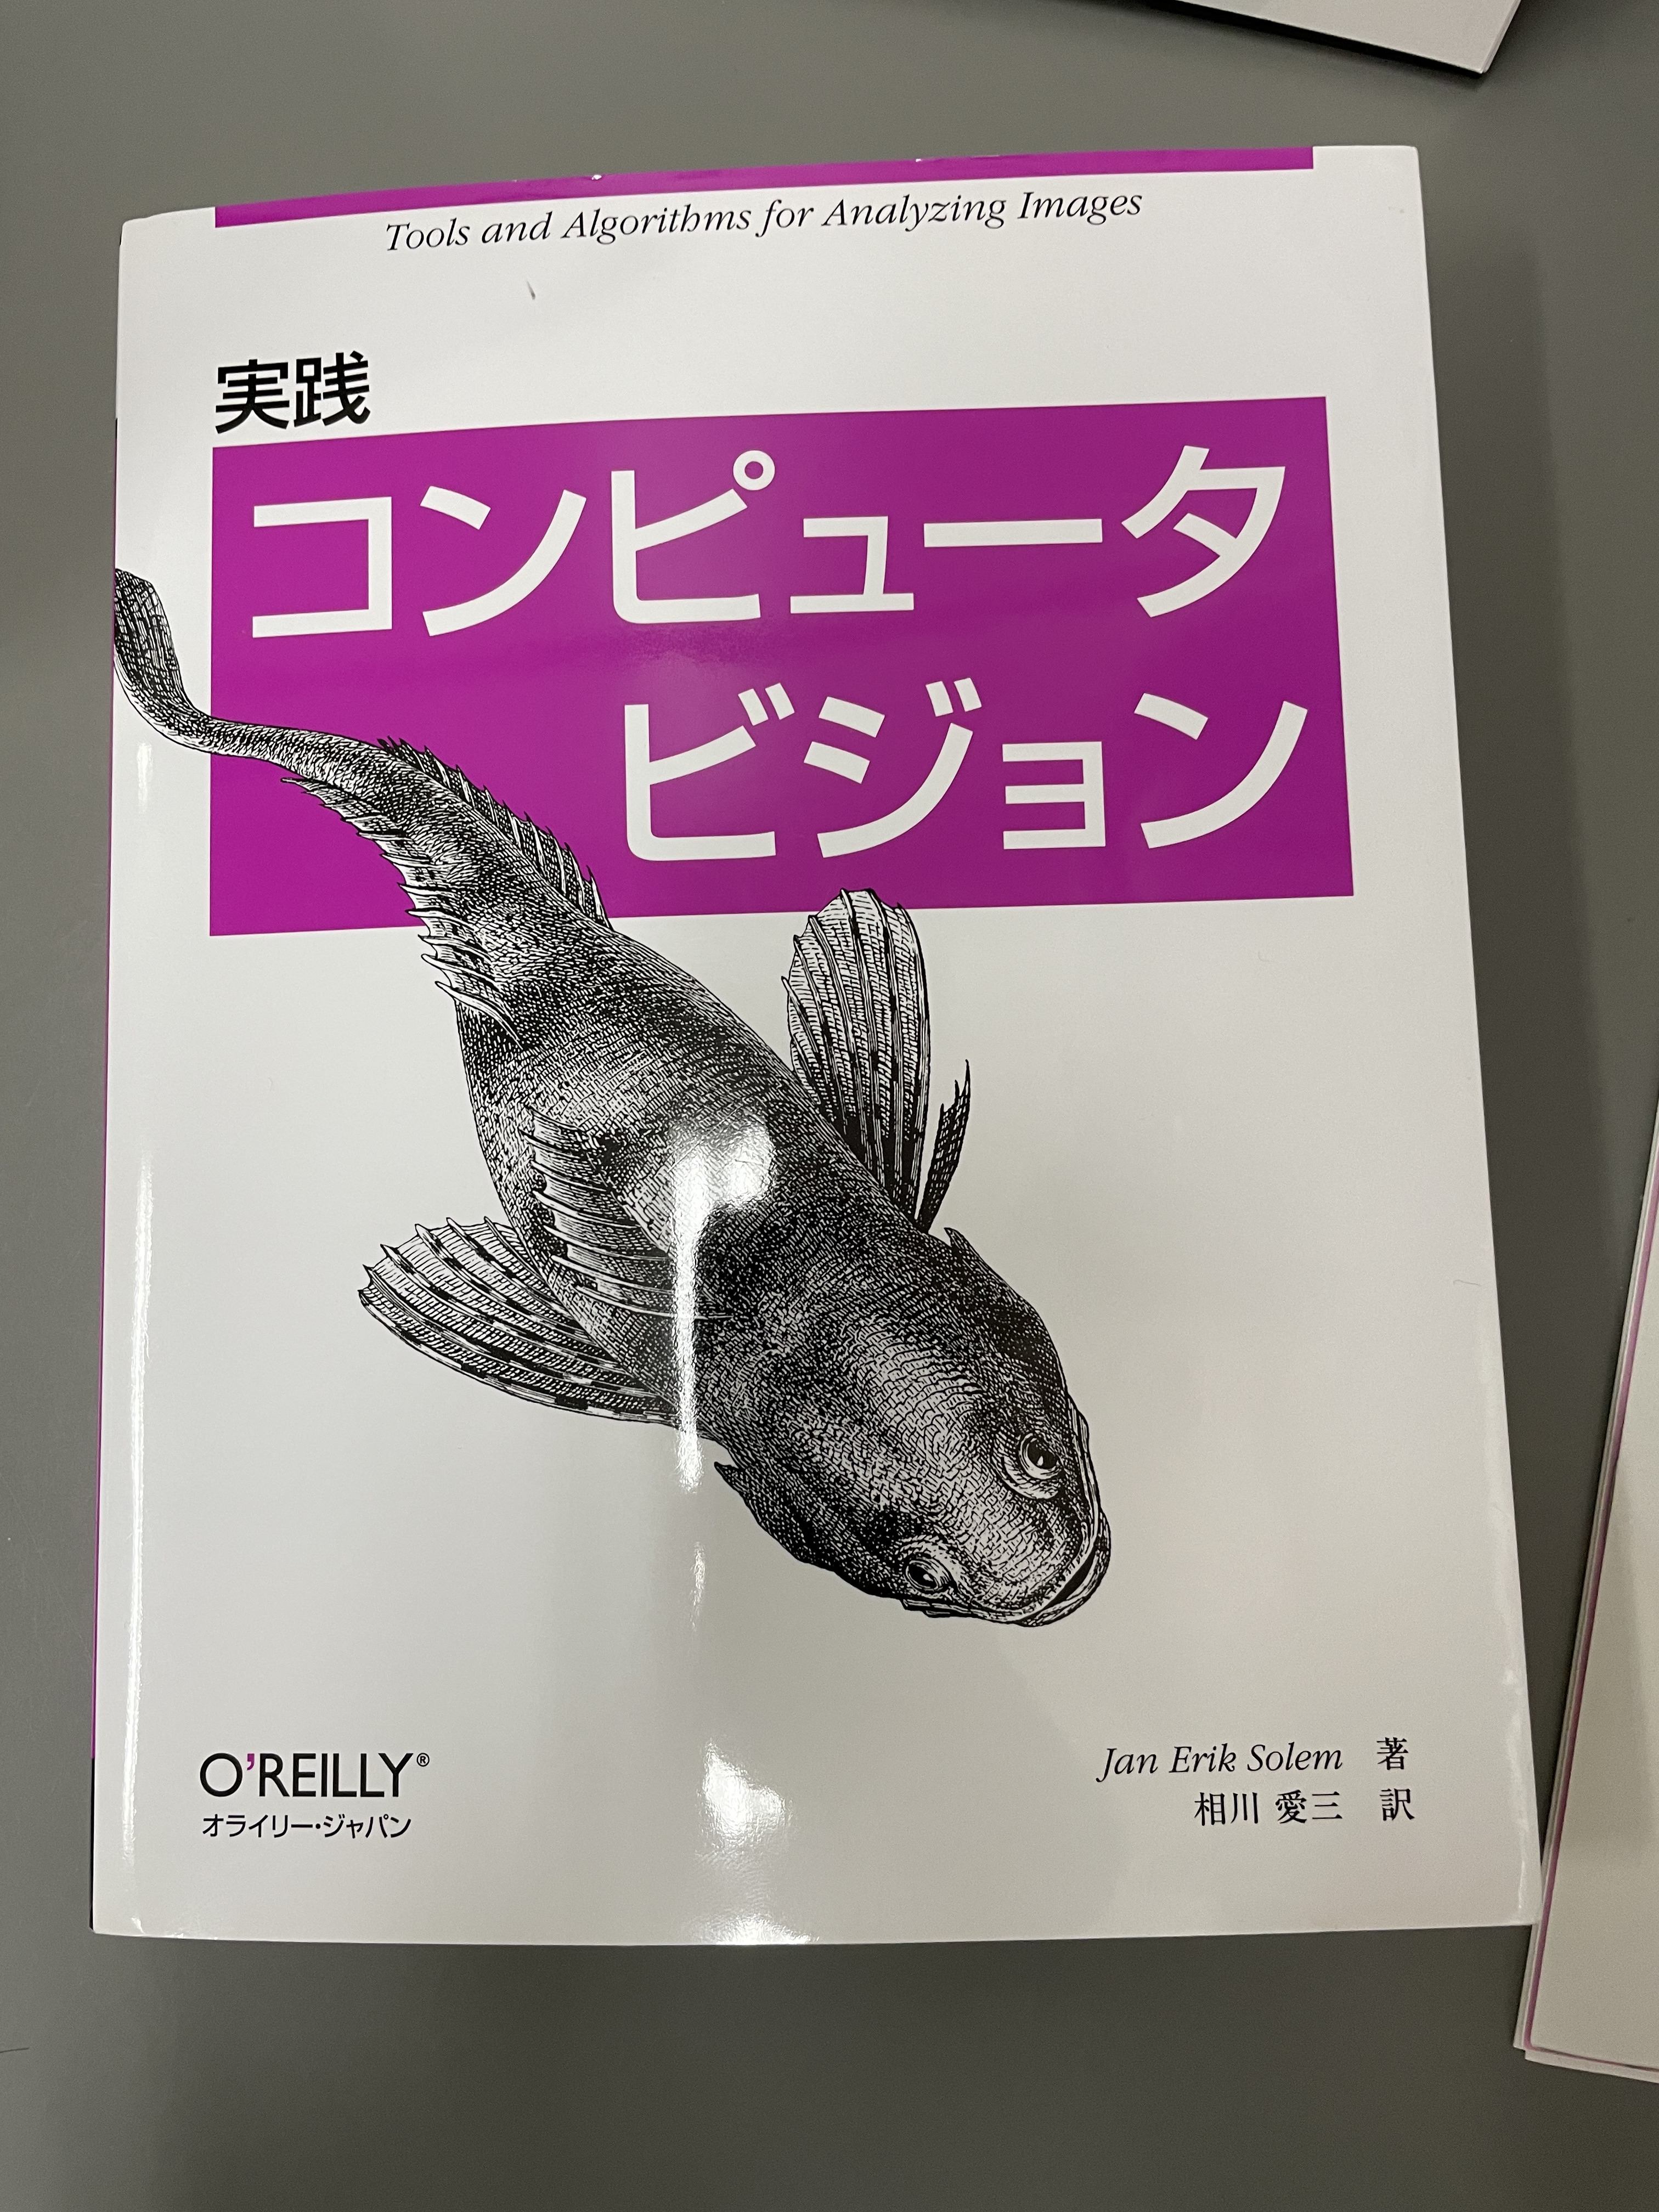 Tools and Algorithms for Analyzing Images
実践
コンピュータ
ビジョン
O'REILLY®
オライリー・ジャパン
Jan Erik Solem 著
相川 愛三 訳